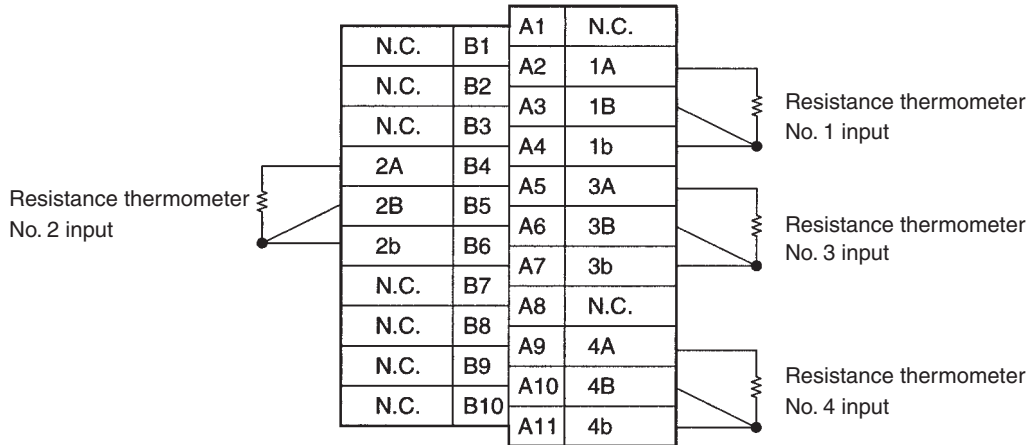 Resistance thermometer
No. 2 input
N.C. B1
N.C. B2
N.C. B3
2A B4
2B B5
2b B6
N.C. B7
N.C. B8
N.C. B9
N.C. B10
A1 N.C.
A2 1A
A3 1B
A4 1b
A5 3A
A6 3B
A7 3b
A8 N.C.
A9 4A
A10 4B
A11 4b
Resistance thermometer
No. 1 input
Resistance thermometer
No. 3 input
Resistance thermometer
No. 4 input